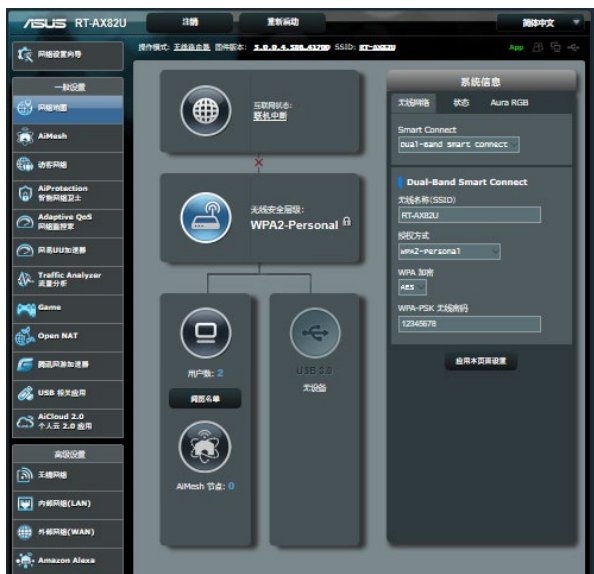 ASUS RT-AX82U
注销
重新启动
简体中文
操作模式: 无线路由器 固件版本: 3.0.0.4.386_41700 SSID: RT-AX82U
App
网络设置向导
一般设置
网络地图
AiMesh
访客网络
AiProtection
智能网络卫士
Adaptive QoS
网络监控家
网易UU加速器
Traffic Analyzer
流量分析
Game
Open NAT
腾讯网游加速器
USB 相关应用
AiCloud 2.0
个人云 2.0 应用
高级设置
无线网络
内部网络(LAN)
外部网络(WAN)
Amazon Alexa
互联网状态:
联机中断
无线安全层级:
WPA2-Personal
用户数: 2
阅览名单
AiMesh 节点: 0
USB 3.0
无设备
系统信息
无线网络
状态
Aura RGB
Smart Connect
Dual-Band Smart Connect
Dual-Band Smart Connect
无线名称(SSID)
RT-AX82U
授权方式
WPA2-Personal
WPA 加密
AES
WPA-PSK 无线密码
12345678
应用本页面设置